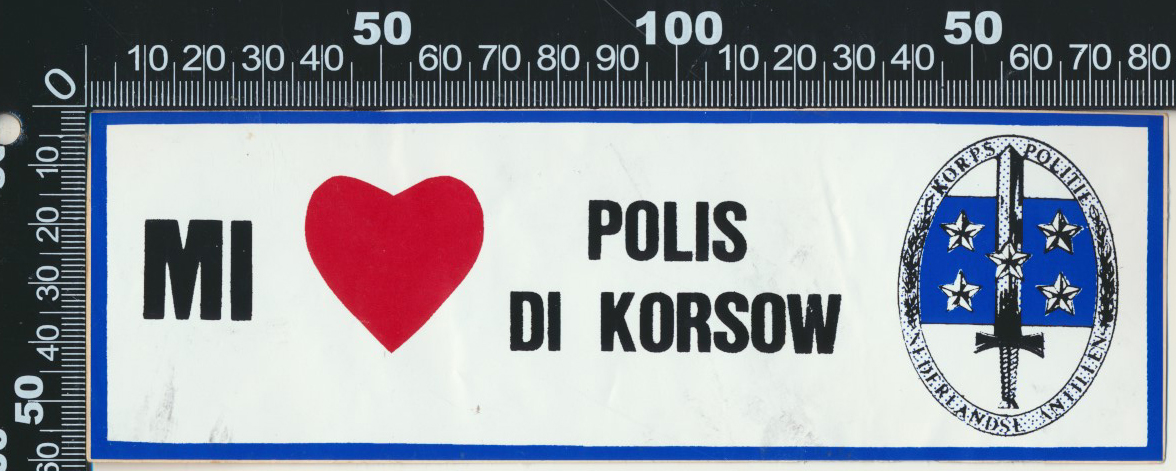 50 100 50
10 20 30 40 60 70 80 90 10 20 30 40 60 70 80
0
10
20
30
40
50
60
MI
POLIS
DI KORSOW
KORPS POLITIE
NEDERLANDSE ANTILLEN